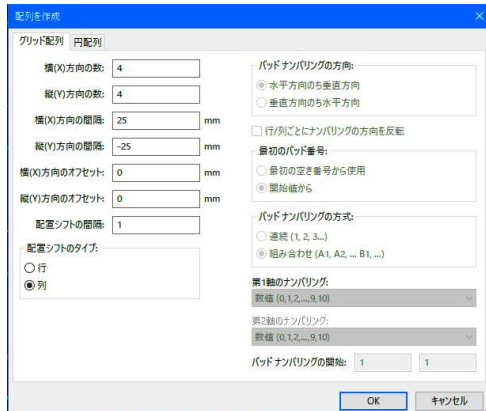 配列を作成
グリッド配列 円配列
横(X)方向の数: 4
縦(Y)方向の数: 4
横(X)方向の間隔: 25 mm
縦(Y)方向の間隔: -25 mm
横(X)方向のオフセット: 0 mm
縦(Y)方向のオフセット: 0 mm
配置シフトの間隔: 1
配置シフトのタイプ:
行
列
パッド ナンバリングの方向:
水平方向のち垂直方向
垂直方向のち水平方向
行/列ごとにナンバリングの方向を反転
最初のパッド番号:
最初の空き番号から使用
開始値から
パッド ナンバリングの方式:
連続 (1, 2, 3...)
組み合わせ (A1, A2, ... B1, ...)
第1軸のナンバリング:
数値 (0,1,2,...,9,10)
第2軸のナンバリング:
数値 (0,1,2,...,9,10)
パッド ナンバリングの開始: 1 1
OK キャンセル